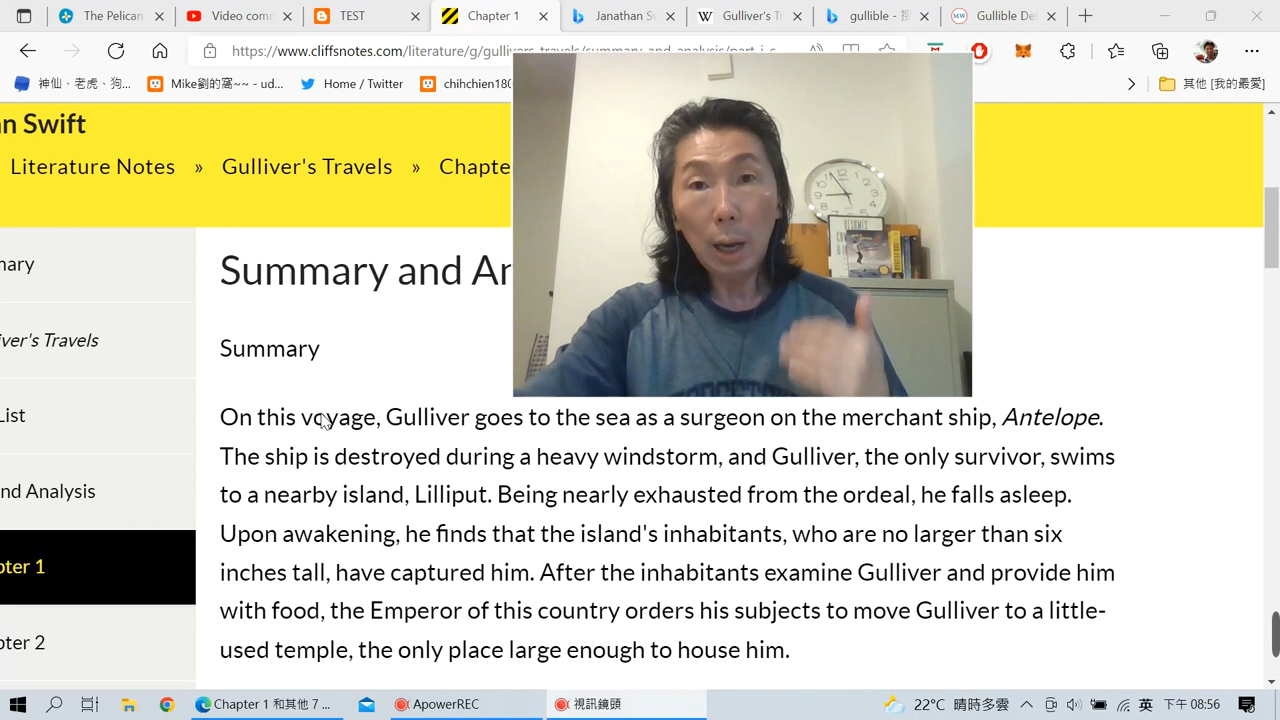 The Pelican
Video com
TEST
Chapter 1
Janathan S
Gulliver's T
gullible - 搜
MW
Gullible De
https://www.cliffsnotes.com/literature/g/gullivers-travels/summary-and-analysis/part-i-c
神仙、老虎、狗...
Mike劉的窩~~ - ud...
Home / Twitter
chihchien180
其他 [我的最愛]
n Swift
Literature Notes » Gulliver's Travels » Chapte
mary
Summary and An
iver's Travels
Summary
List
On this voyage, Gulliver goes to the sea as a surgeon on the merchant ship, Antelope.
The ship is destroyed during a heavy windstorm, and Gulliver, the only survivor, swims
nd Analysis
to a nearby island, Lilliput. Being nearly exhausted from the ordeal, he falls asleep.
Upon awakening, he finds that the island's inhabitants, who are no larger than six
pter 1
inches tall, have captured him. After the inhabitants examine Gulliver and provide him
with food, the Emperor of this country orders his subjects to move Gulliver to a little-
pter 2
used temple, the only place large enough to house him.
Chapter 1 和其他 7 ...
ApowerREC
視訊鏡頭
22°C 晴時多雲
英
下午 08:56